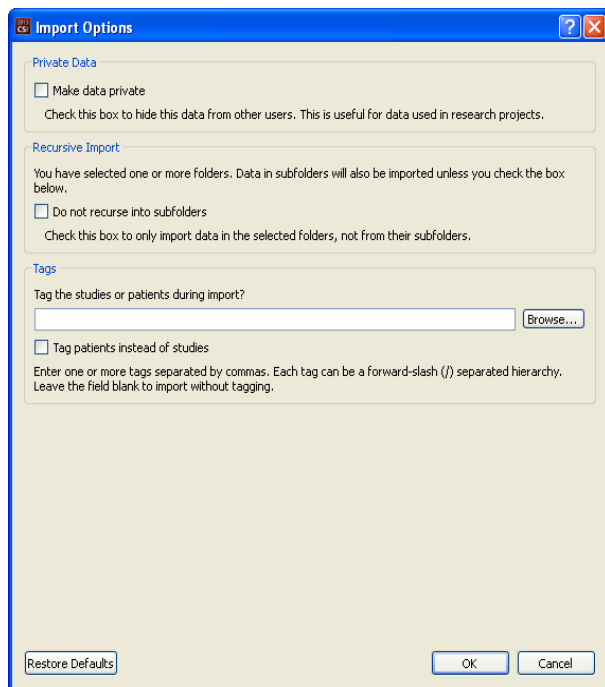 2013
CSI
Import Options
Private Data
Make data private
Check this box to hide this data from other users. This is useful for data used in research projects.
Recursive Import
You have selected one or more folders. Data in subfolders will also be imported unless you check the box
below.
Do not recurse into subfolders
Check this box to only import data in the selected folders, not from their subfolders.
Tags
Tag the studies or patients during import?
Browse...
Tag patients instead of studies
Enter one or more tags separated by commas. Each tag can be a forward-slash (/) separated hierarchy.
Leave the field blank to import without tagging.
Restore Defaults
OK
Cancel